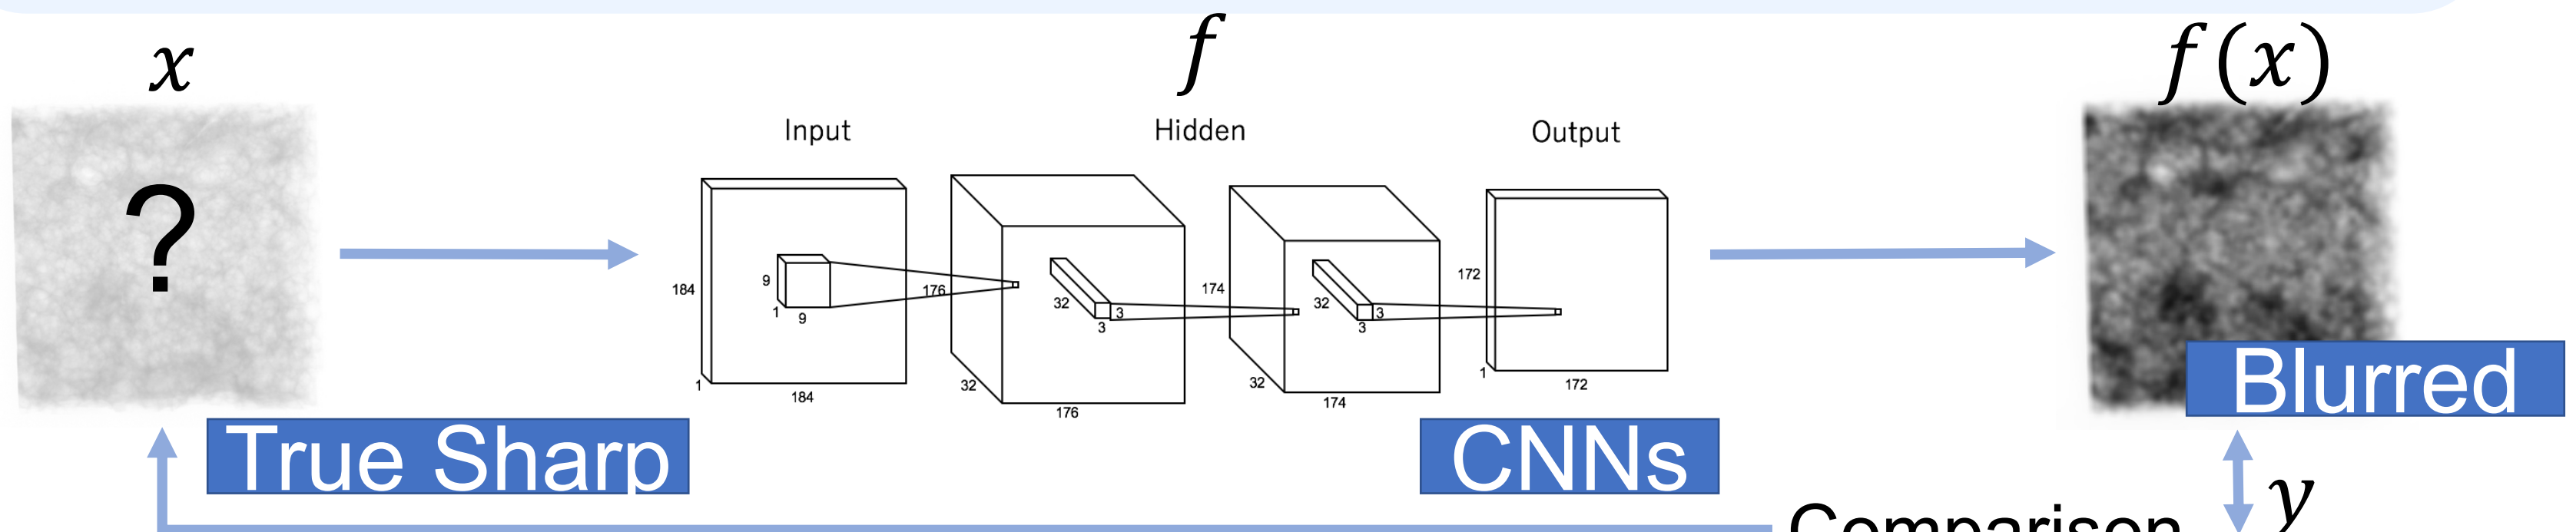 x
f
f(x)
Input
Hidden
Output
?
184
1
184
9
1
9
176
32
176
32
3
3
174
32
174
32
3
3
172
1
172
Blurred
True Sharp
CNNs
y
Comparison